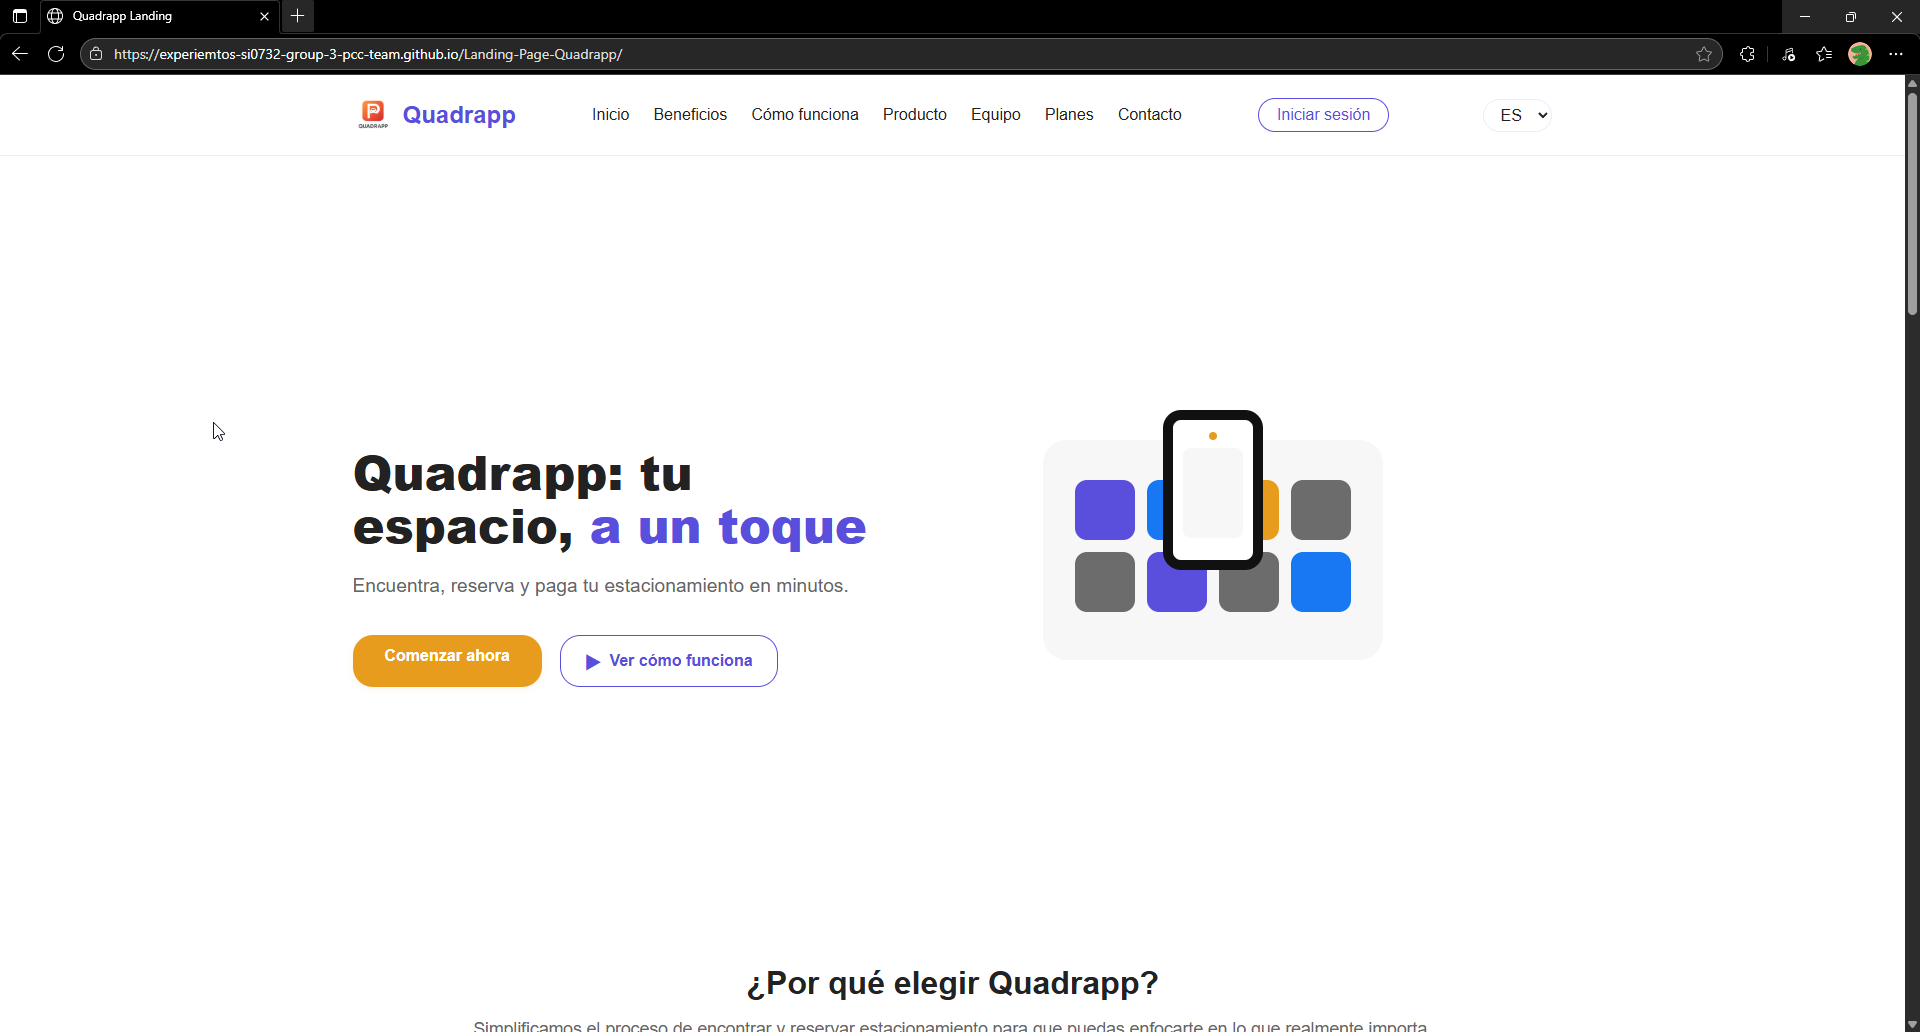 Quadrapp Landing
https://experiemtos-si0732-group-3-pcc-team.github.io/Landing-Page-Quadrapp/
QUADRAPP
Quadrapp
Inicio
Beneficios
Cómo funciona
Producto
Equipo
Planes
Contacto
Iniciar sesión
ES
Quadrapp: tu
espacio, a un toque
Encuentra, reserva y paga tu estacionamiento en minutos.
Comenzar ahora
Ver cómo funciona
¿Por qué elegir Quadrapp?
Simplificamos el proceso de encontrar y reservar estacionamiento para que puedas enfocarte en lo que realmente importa